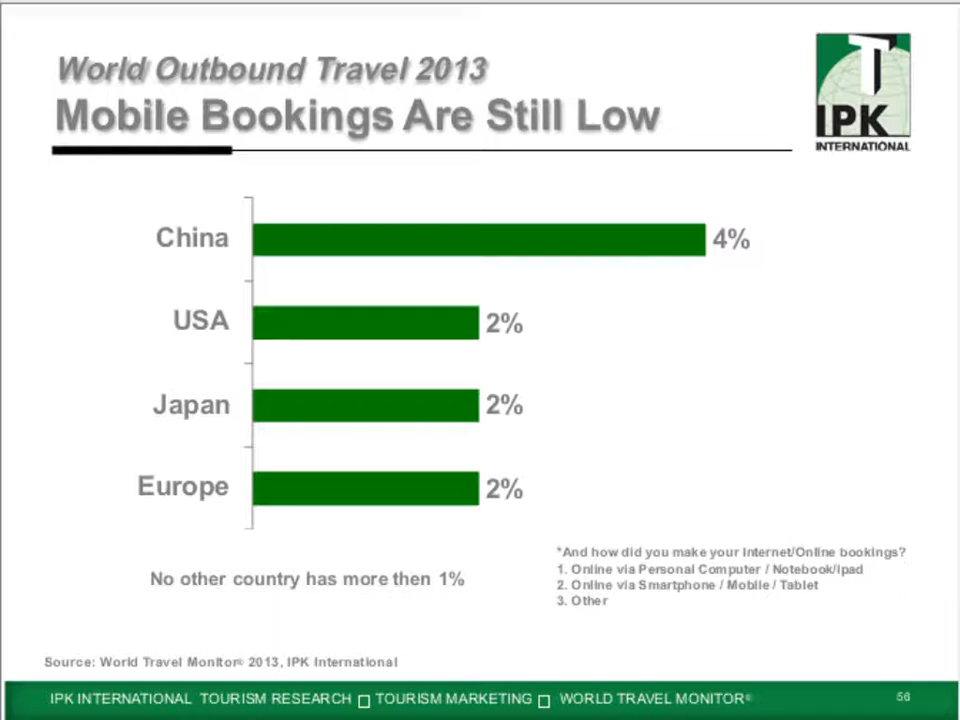 World Outbound Travel 2013
Mobile Bookings Are Still Low
T
IPK
INTERNATIONAL
China
4%
USA
2%
Japan
2%
Europe
2%
No other country has more then 1%
*And how did you make your Internet/Online bookings?
1. Online via Personal Computer / Notebook/Ipad
2. Online via Smartphone / Mobile / Tablet
3. Other
Source: World Travel Monitor® 2013, IPK International
IPK INTERNATIONAL TOURISM RESEARCH □ TOURISM MARKETING □ WORLD TRAVEL MONITOR®
56